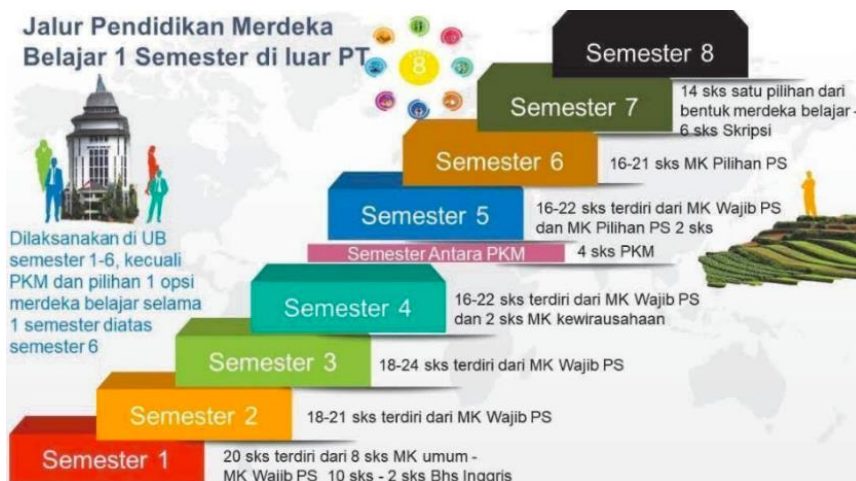 Jalur Pendidikan Merdeka
Belajar 1 Semester di luar PT
8
Semester 8
Semester 7
14 sks satu pilihan dari
bentuk merdeka belajar -
6 sks Skripsi
Semester 6
16-21 sks MK Pilihan PS
Semester 5
16-22 sks terdiri dari MK Wajib PS
dan MK Pilihan PS 2 sks
Semester Antara PKM
4 sks PKM
Dilaksanakan di UB
semester 1-6, kecuali
PKM dan pilihan 1 opsi
merdeka belajar selama
1 semester diatas
semester 6
Semester 4
16-22 sks terdiri dari MK Wajib PS
dan 2 sks MK kewirausahaan
Semester 3
18-24 sks terdiri dari MK Wajib PS
Semester 2
18-21 sks terdiri dari MK Wajib PS
Semester 1
20 sks terdiri dari 8 sks MK umum -
MK Wajib PS 10 sks - 2 sks Bhs Inggris